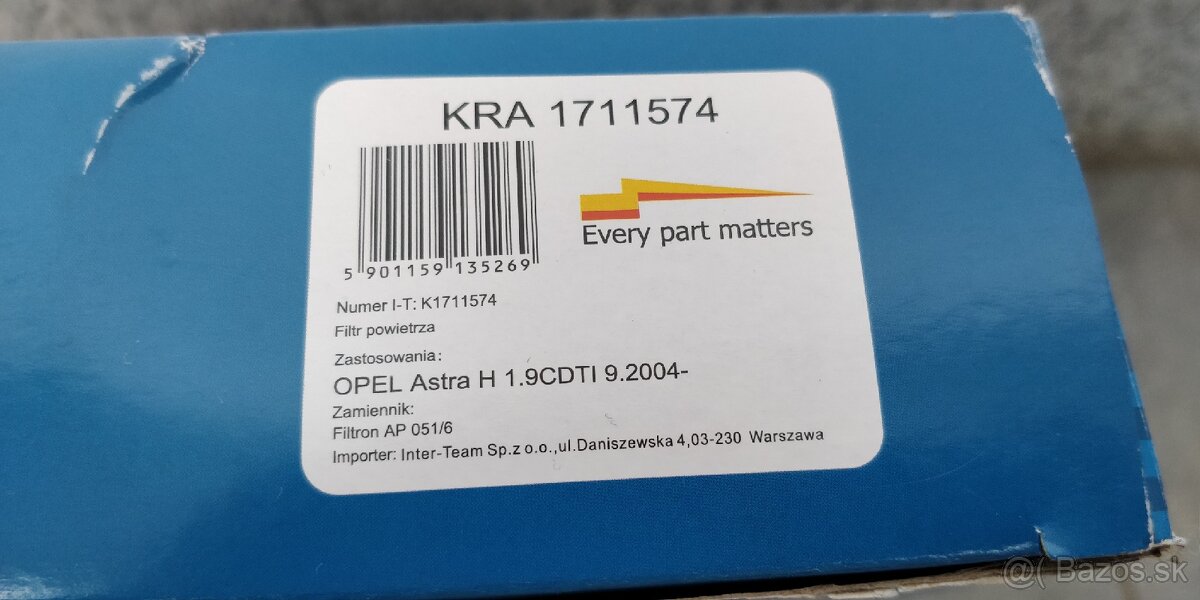 KRA 1711574
5 901159 135269
Every part matters
Numer I-T: K1711574
Filtr powietrza
Zastosowania:
OPEL Astra H 1.9CDTI 9.2004-
Zamiennik:
Filtron AP 051/6
Importer: Inter-Team Sp.z o.o.,ul.Daniszewska 4,03-230 Warszawa
@( Bazos.sk